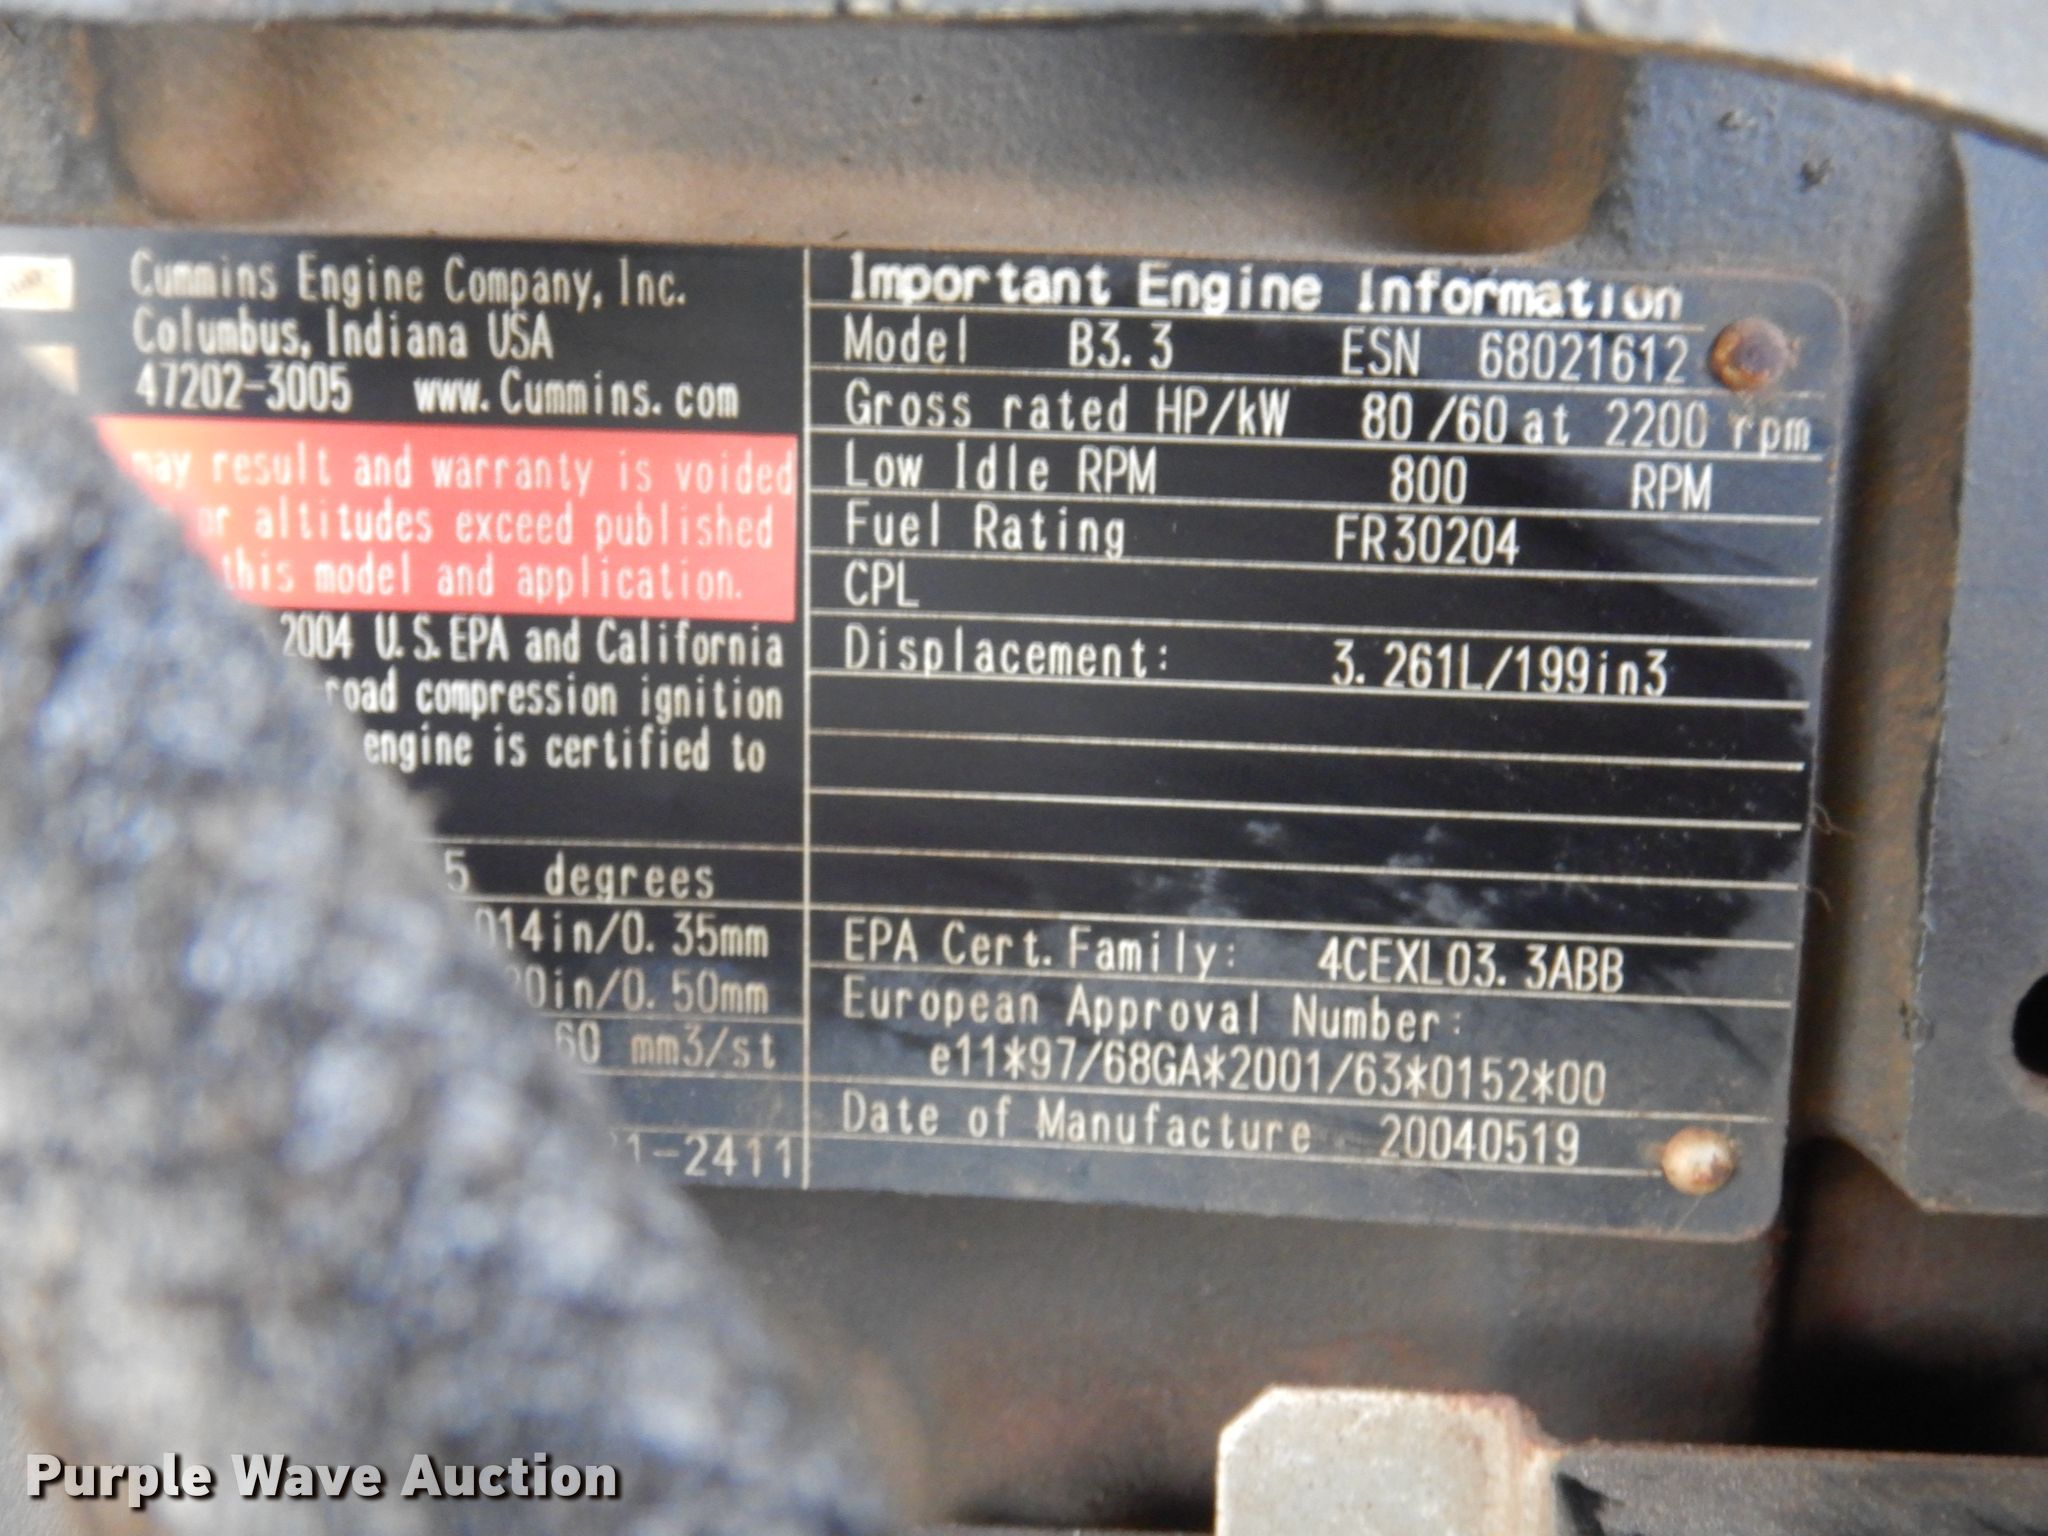 Cummins Engine Company, Inc.
Columbus, Indiana USA
47202-3005 www.Cummins.com
may result and warranty is voided
or altitudes exceed published
this model and application.
2004 U.S.EPA and California
road compression ignition
engine is certified to
5 degrees
014in/0.35mm
20in/0.50mm
60 mm3/st
1-2411
Important Engine Information
Model B3.3 ESN 68021612
Gross rated HP/kW 80 /60 at 2200 rpm
Low Idle RPM 800 RPM
Fuel Rating FR30204
CPL
Displacement: 3.261L/199in3
EPA Cert.Family: 4CEXL03.3ABB
European Approval Number:
e11*97/68GA*2001/63*0152*00
Date of Manufacture 20040519
Purple Wave Auction